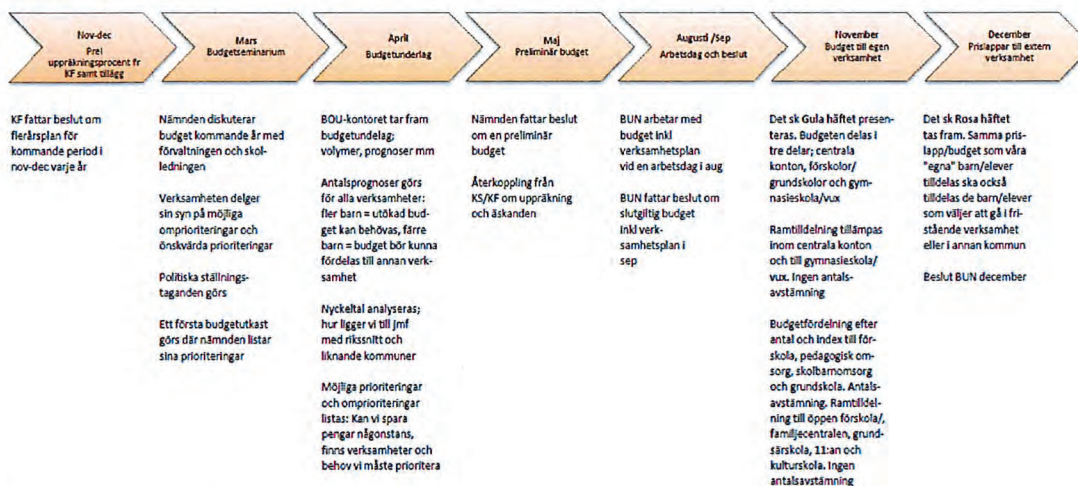 Nov-dec
Prel
uppräkningsprocent fr
KF samt tillägg
Mars
Budgetseminarium
April
Budgetunderlag
Maj
Preliminär budget
Augusti /Sep
Arbetsdag och beslut
November
Budget till egen
verksamhet
December
Prislappar till extern
verksamhet
KF fattar beslut om
flerårsplan för
kommande period i
nov-dec varje år
Nämnden diskuterar
budget kommande år med
förvaltningen och skol-
ledningen
Verksamheten delger
sin syn på möjliga
omprioriteringar och
önskvärda prioriteringar
Politiska ställnings-
taganden görs
Ett första budgetutkast
görs där nämnden listar
sina prioriteringar
BOU-kontoret tar fram
budgetundelag;
volymer, prognoser mm
Antalsprognoser görs
för alla verksamheter:
fler barn = utökad bud-
get kan behövas, färre
barn = budget bör kunna
fördelas till annan verk-
samhet
Nyckeltal analyseras;
hur ligger vi till jmf
med rikssnitt och
liknande kommuner
Möjliga prioriteringar
och omprioriteringar
listas: Kan vi spara
pengar någonstans,
finns verksamheter och
behov vi måste prioritera
Nämnden fattar beslut
om en preliminär
budget
Återkoppling från
KS/KF om uppräkning
och äskanden
BUN arbetar med
budget inkl
verksamhetsplan
vid en arbetsdag i aug
BUN fattar beslut om
slutgiltig budget
inkl verk-
samhetsplan i
sep
Det sk Gula häftet presen-
teras. Budgeten delas i
tre delar; centrala
konton, förskolor/
grundskolor och gym-
nasieskola/vux
Ramtilldelning tillämpas
inom centrala konton
och till gymnasieskola/
vux. Ingen antals-
avstämning
Budgetfördelning efter
antal och index till för-
skola, pedagogisk om-
sorg, skolbarnomsorg
och grundskola. Antals-
avstämning. Ramtilldel-
ning till öppen förskola/,
familjecentralen, grund-
särskola, 11:an och
kulturskola. Ingen
antalsavstämning
Det sk Rosa häftet
tas fram. Samma pris-
lapp/budget som våra
"egna" barn/elever
tilldelas ska också
tilldelas de barn/elever
som väljer att gå i fri-
stående verksamhet
eller i annan kommun
Beslut BUN december